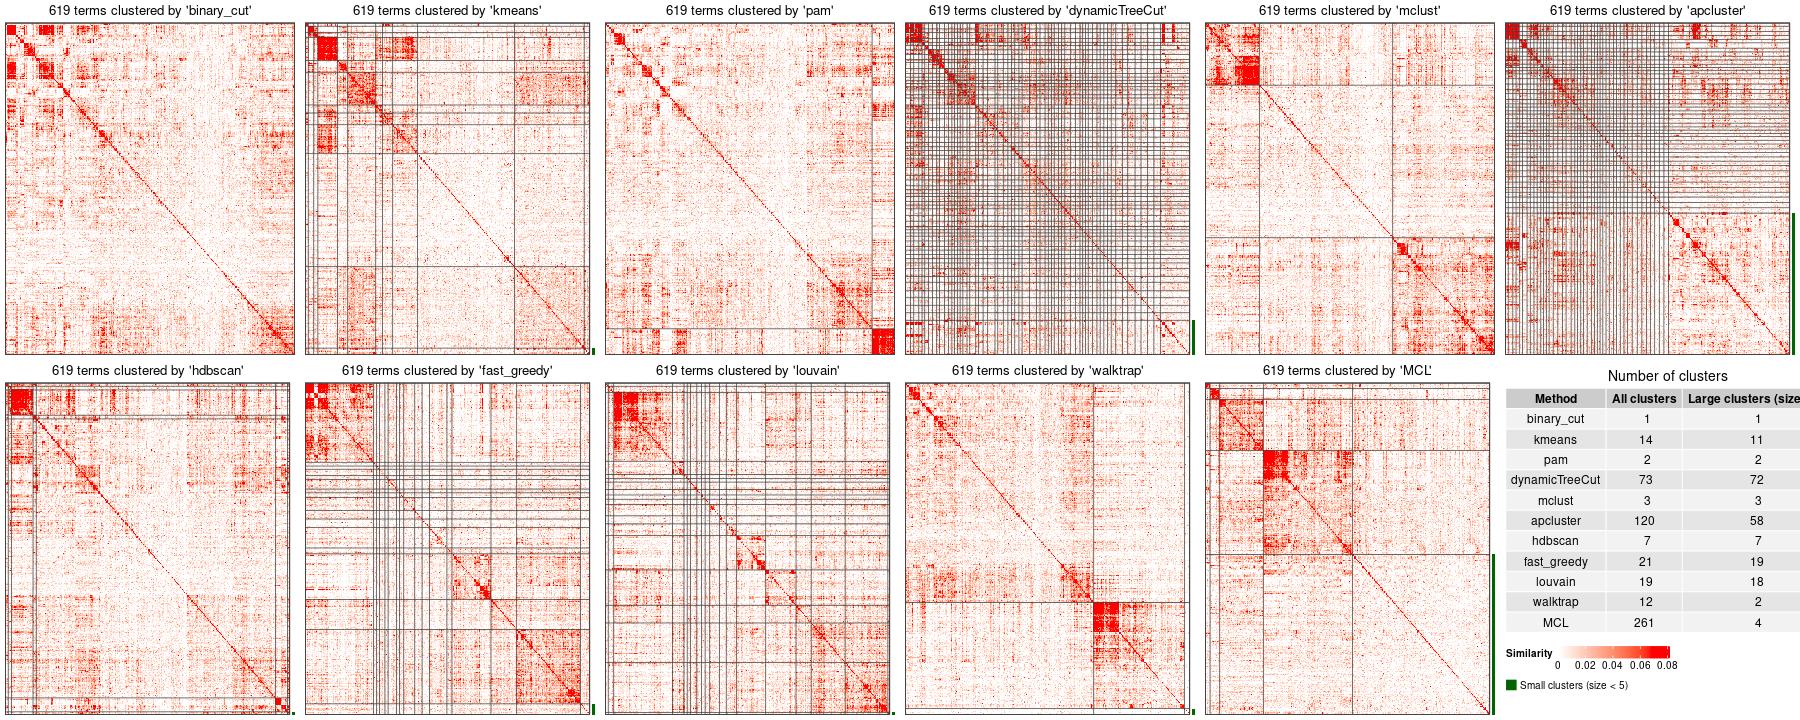 619 terms clustered by 'binary_cut'
619 terms clustered by 'kmeans'
619 terms clustered by 'pam'
619 terms clustered by 'dynamicTreeCut'
619 terms clustered by 'mclust'
619 terms clustered by 'apcluster'
619 terms clustered by 'hdbscan'
619 terms clustered by 'fast_greedy'
619 terms clustered by 'louvain'
619 terms clustered by 'walktrap'
619 terms clustered by 'MCL'
Number of clusters
Method All clusters Large clusters (size
binary_cut 1 1
kmeans 14 11
pam 2 2
dynamicTreeCut 73 72
mclust 3 3
apcluster 120 58
hdbscan 7 7
fast_greedy 21 19
louvain 19 18
walktrap 12 2
MCL 261 4
Similarity
0 0.02 0.04 0.06 0.08
Small clusters (size < 5)